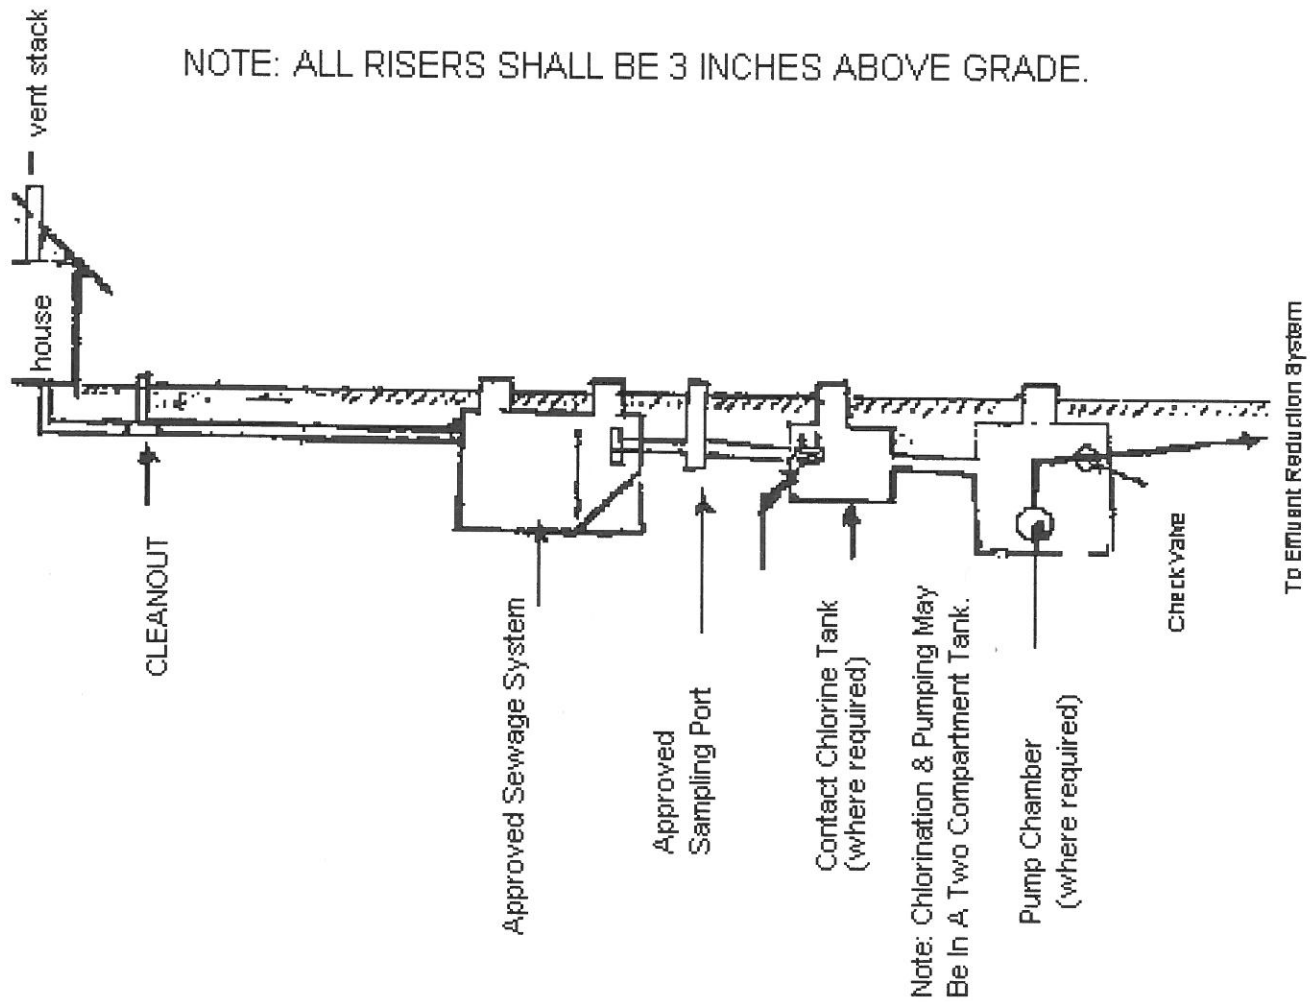 NOTE: ALL RISERS SHALL BE 3 INCHES ABOVE GRADE.
vent stack
house
CLEANOUT
Approved Sewage System
Approved
Sampling Port
Contact Chlorine Tank
(where required)
Note: Chlorination & Pumping May
Be In A Two Compartment Tank.
Pump Chamber
(where required)
Check Valve
To Effluent Reduction System